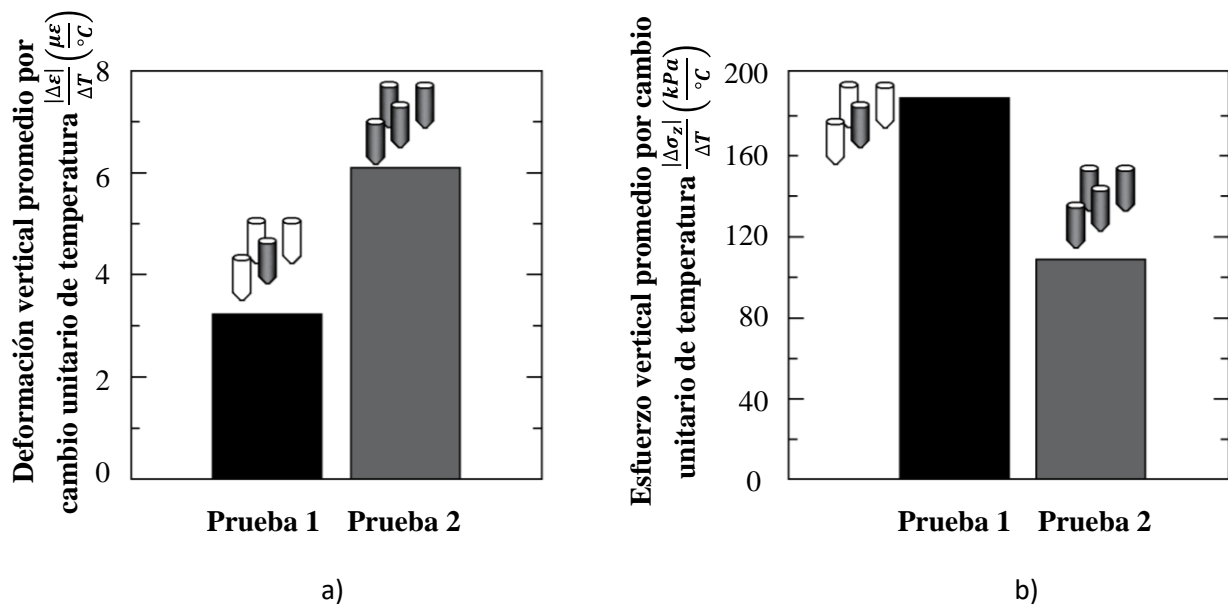 Deformación vertical promedio por
cambio unitario de temperatura |Δε|/ΔT (με/°C)
8
6
4
2
0
Prueba 1 Prueba 2
a)
Esfuerzo vertical promedio por cambio
unitario de temperatura |Δσz|/ΔT (kPa/°C)
200
160
120
80
40
0
Prueba 1 Prueba 2
b)